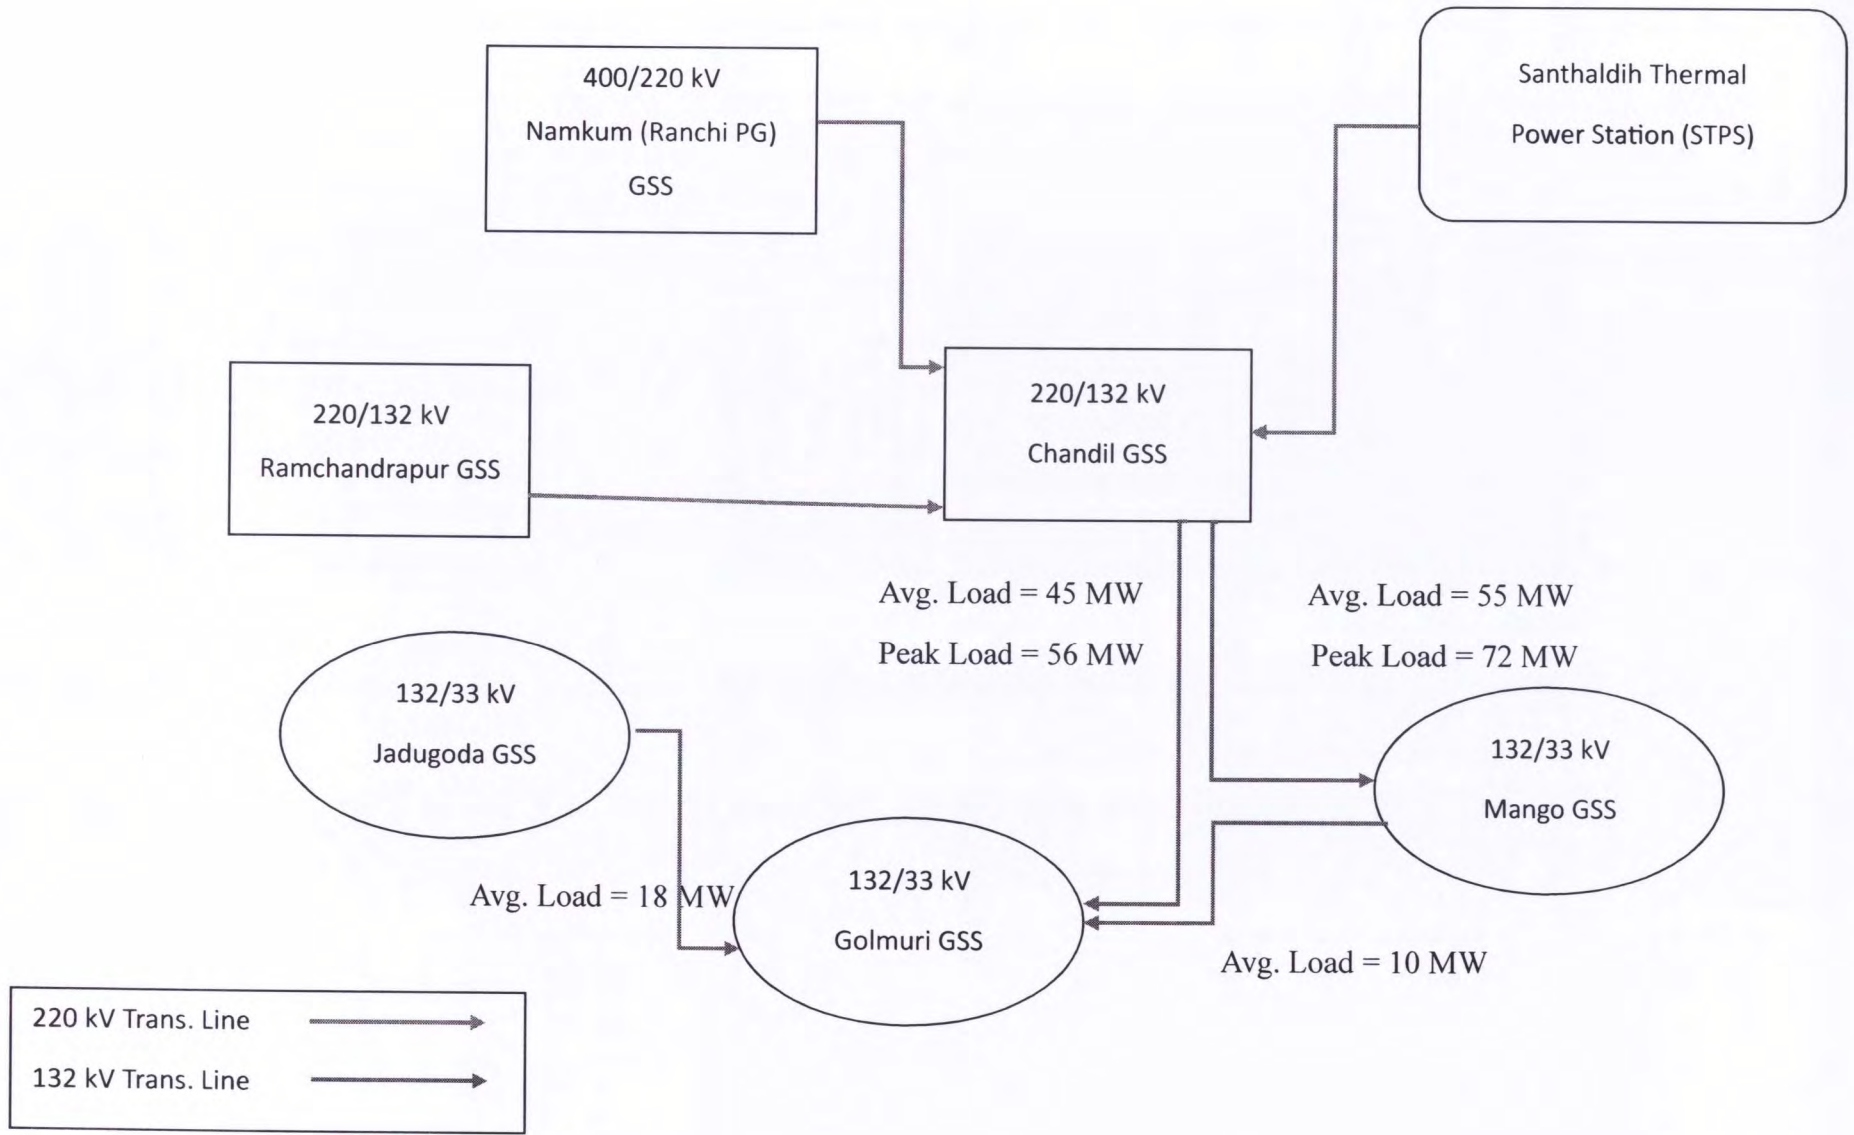 400/220 kV
Namkum (Ranchi PG)
GSS
Santhaldih Thermal
Power Station (STPS)
220/132 kV
Ramchandrapur GSS
220/132 kV
Chandil GSS
Avg. Load = 45 MW
Peak Load = 56 MW
Avg. Load = 55 MW
Peak Load = 72 MW
132/33 kV
Jadugoda GSS
132/33 kV
Mango GSS
Avg. Load = 18 MW
132/33 kV
Golmuri GSS
Avg. Load = 10 MW
220 kV Trans. Line
132 kV Trans. Line